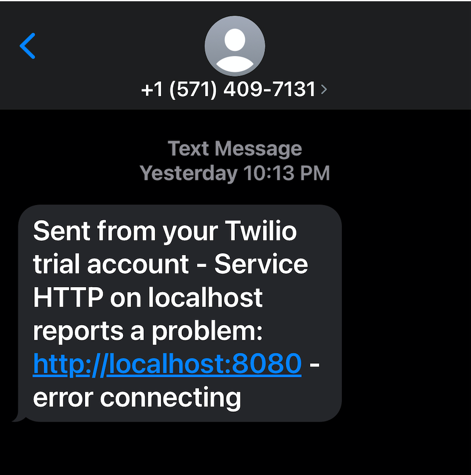 +1 (571) 409-7131 >
Text Message
Yesterday 10:13 PM
Sent from your Twilio
trial account - Service
HTTP on localhost
reports a problem:
http://localhost:8080 -
error connecting